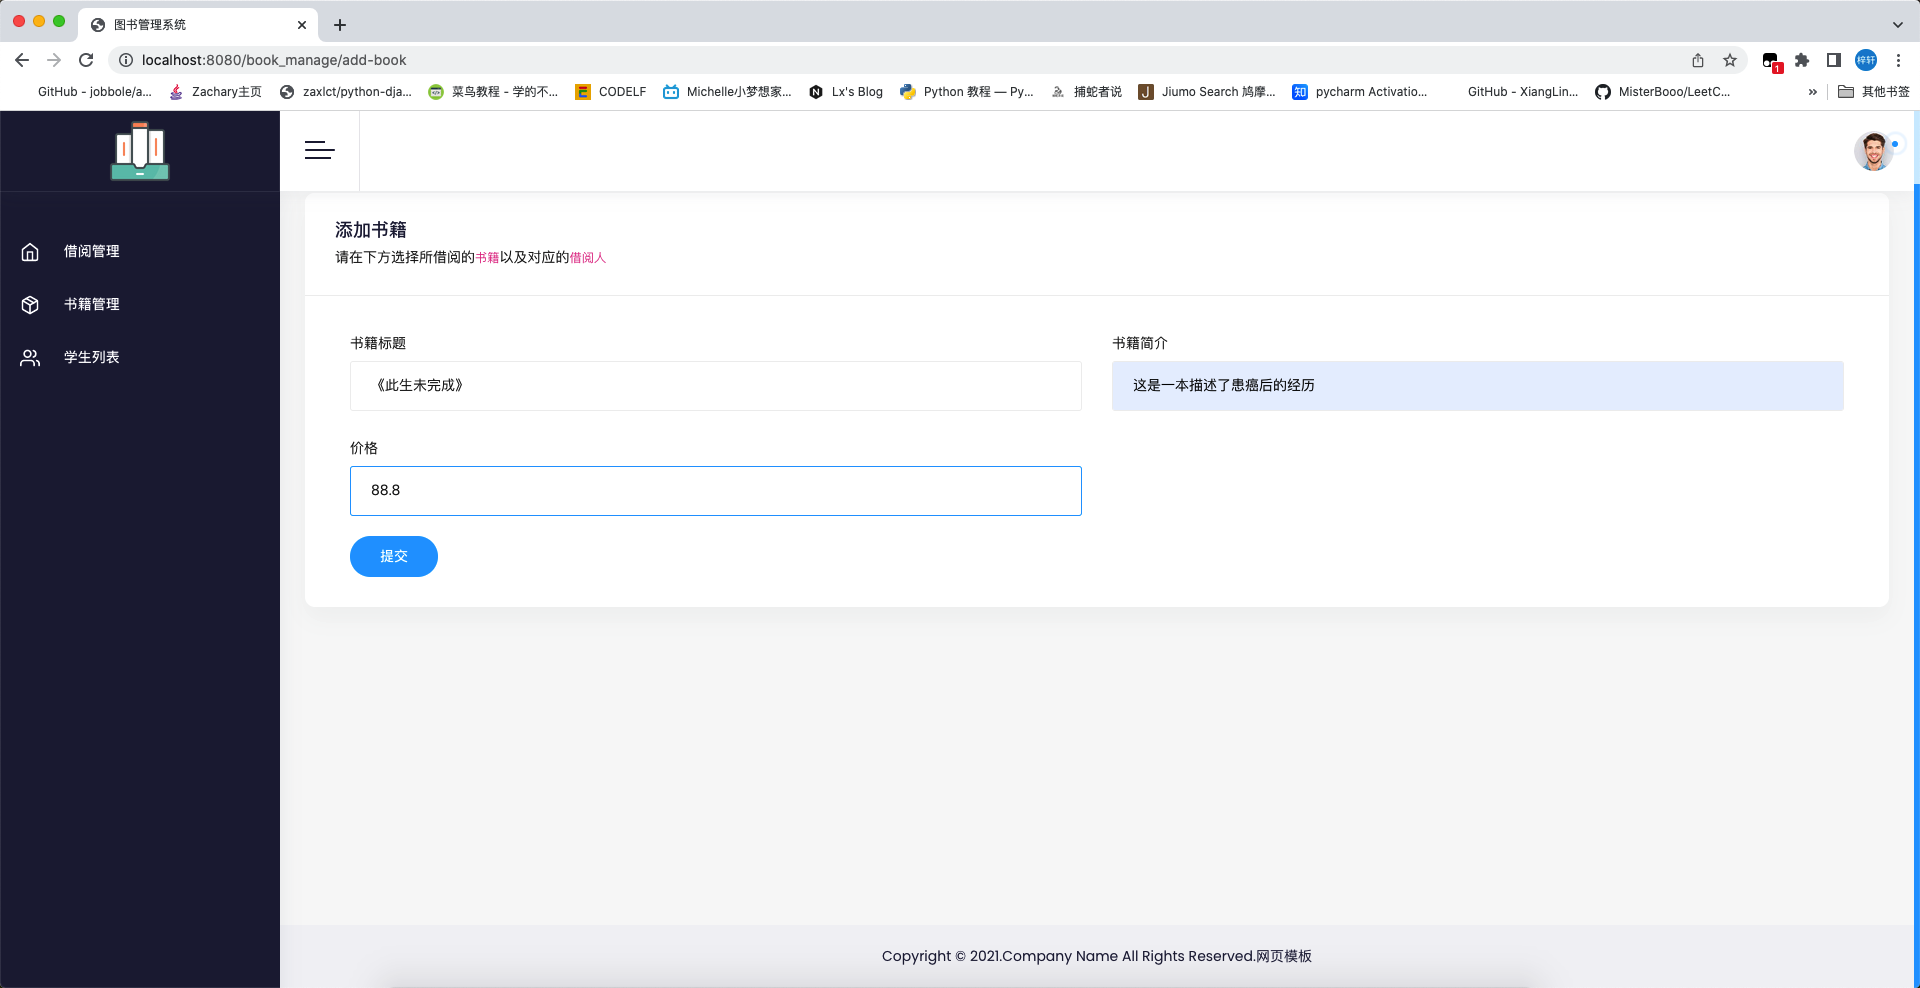 图书管理系统
localhost:8080/book_manage/add-book
1
梓轩
GitHub - jobbole/a...
Zachary主页
zaxlct/python-dja...
菜鸟教程 - 学的不...
CODELF
Michelle小梦想家...
Lx's Blog
Python 教程 — Py...
捕蛇者说
Jiumo Search 鸠摩...
pycharm Activatio...
GitHub - XiangLin...
MisterBooo/LeetC...
»
其他书签
借阅管理
书籍管理
学生列表
添加书籍
请在下方选择所借阅的书籍以及对应的借阅人
书籍标题
书籍简介
《此生未完成》
这是一本描述了患癌后的经历
价格
88.8
提交
Copyright © 2021.Company Name All Rights Reserved.网页模板